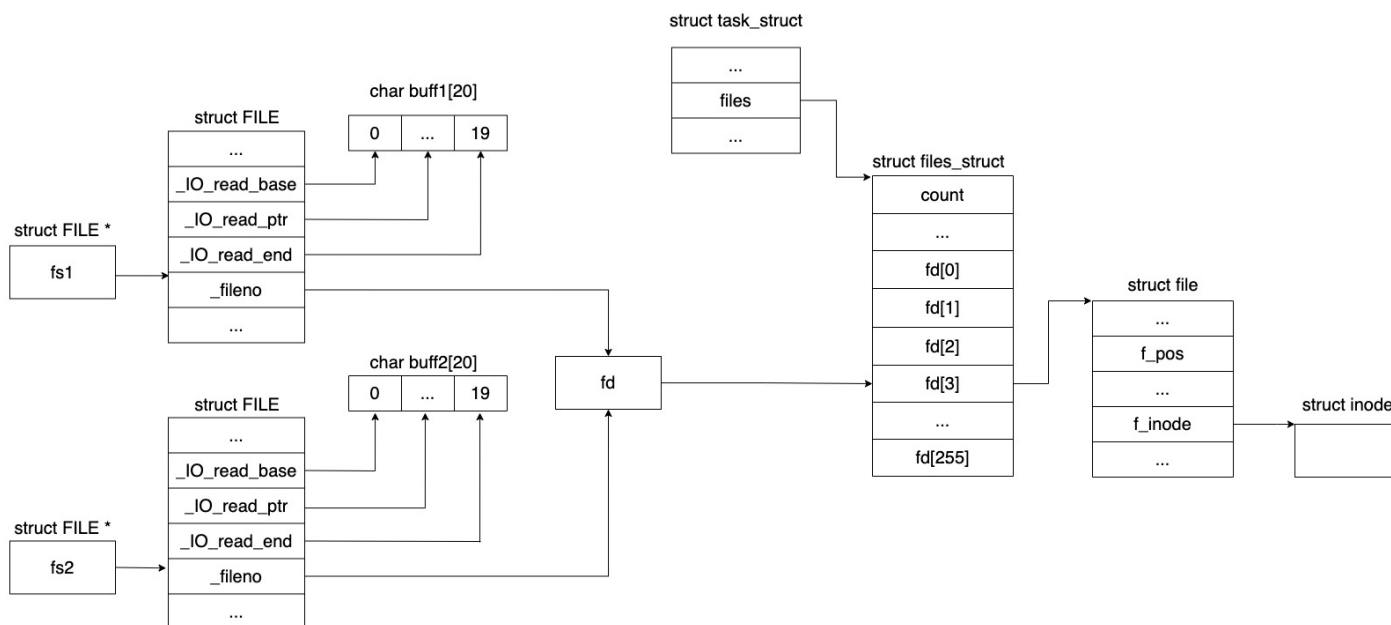 struct task_struct
...
files
...
char buff1[20]
0 ... 19
struct FILE
...
_IO_read_base
_IO_read_ptr
_IO_read_end
_fileno
...
struct FILE *
fs1
char buff2[20]
0 ... 19
struct FILE
...
_IO_read_base
_IO_read_ptr
_IO_read_end
_fileno
...
struct FILE *
fs2
fd
struct files_struct
count
...
fd[0]
fd[1]
fd[2]
fd[3]
...
fd[255]
struct file
...
f_pos
...
f_inode
...
struct inode